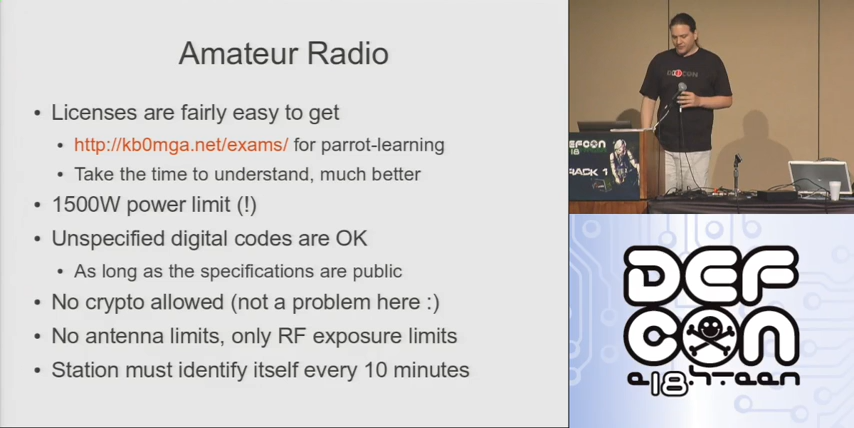 Amateur Radio
• Licenses are fairly easy to get
• http://kb0mga.net/exams/ for parrot-learning
• Take the time to understand, much better
• 1500W power limit (!)
• Unspecified digital codes are OK
• As long as the specifications are public
• No crypto allowed (not a problem here :)
• No antenna limits, only RF exposure limits
• Station must identify itself every 10 minutes
DEFCON
18
TRACK 1
DEF
CON
e18h-teen